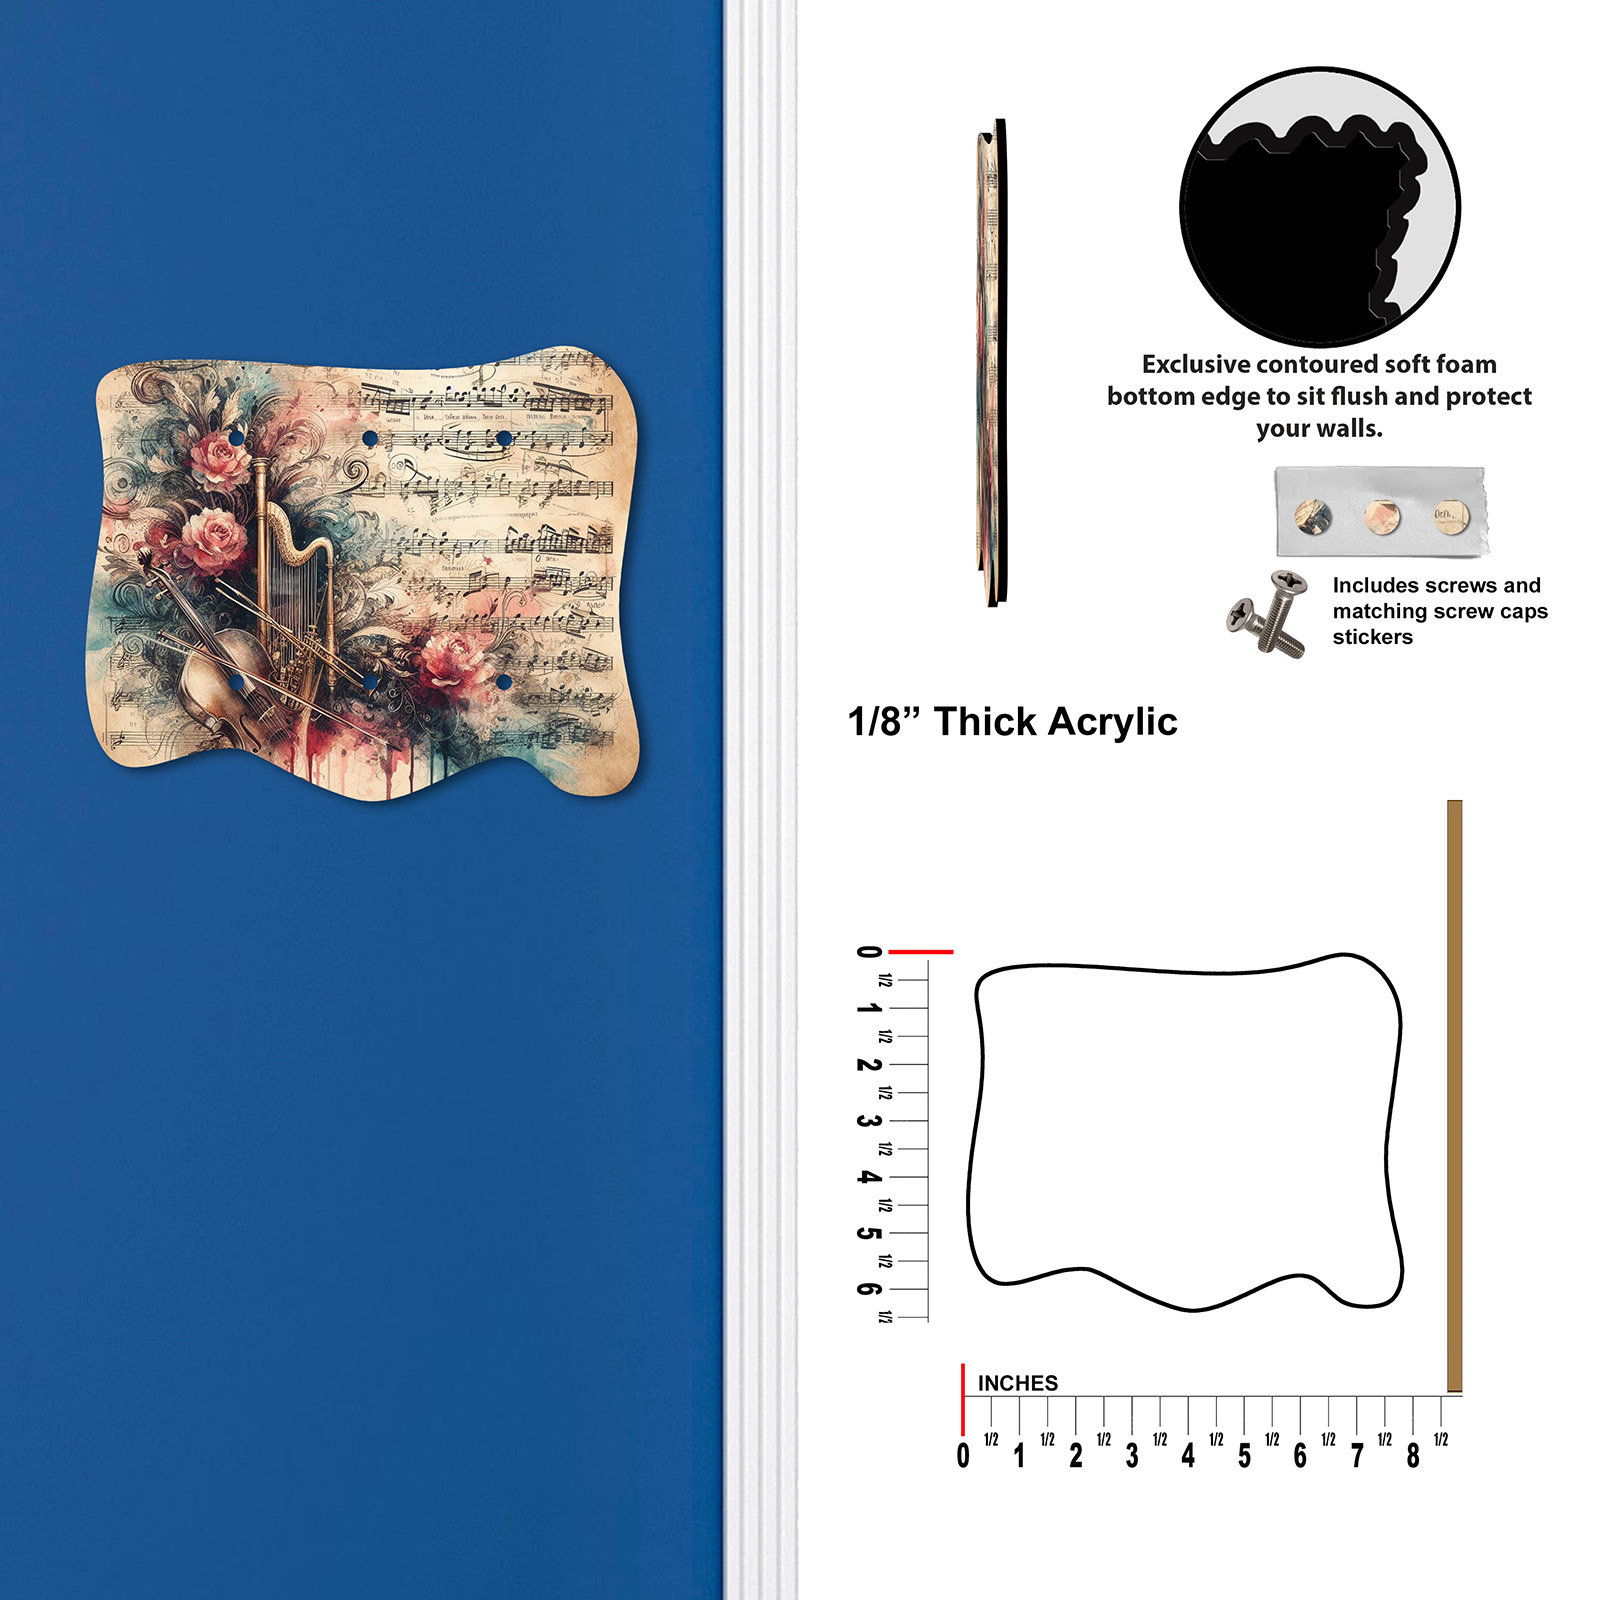 Exclusive contoured soft foam
bottom edge to sit flush and protect
your walls.
Includes screws and
matching screw caps
stickers
1/8” Thick Acrylic
0
1/2
1
1/2
2
1/2
3
1/2
4
1/2
5
1/2
6
1/2
INCHES
0 1/2 1 1/2 2 1/2 3 1/2 4 1/2 5 1/2 6 1/2 7 1/2 8 1/2